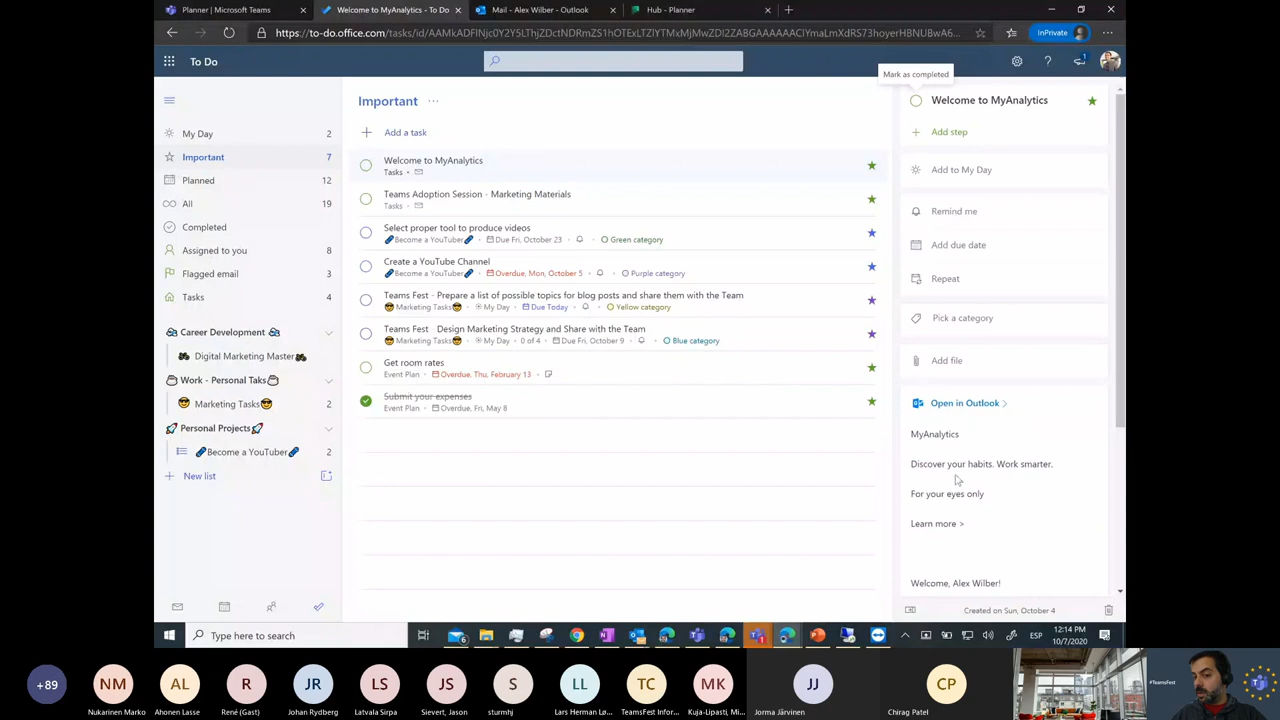 Planner | Microsoft Teams
Welcome to MyAnalytics - To Do
Mail - Alex Wilber - Outlook
Hub - Planner
InPrivate
To Do
Mark as completed
My Day 2
Important 7
Planned 12
All 19
Completed
Assigned to you 8
Flagged email 3
Tasks 4
Career Development
Digital Marketing Master
Work - Personal Taks
Marketing Tasks 2
Personal Projects
Become a YouTuber 2
New list
Important
Add a task
Welcome to MyAnalytics
Tasks
Teams Adoption Session - Marketing Materials
Tasks
Select proper tool to produce videos
Become a YouTuber • Due Fri, October 23 • Green category
Create a YouTube Channel
Become a YouTuber • Overdue, Mon, October 5 • Purple category
Teams Fest - Prepare a list of possible topics for blog posts and share them with the Team
Marketing Tasks • My Day • Due Today • Yellow category
Teams Fest - Design Marketing Strategy and Share with the Team
Marketing Tasks • My Day • 0 of 4 • Due Fri, October 9 • Blue category
Get room rates
Event Plan • Overdue, Thu, February 13
Submit your expenses
Event Plan • Overdue, Fri, May 8
Welcome to MyAnalytics
Add step
Add to My Day
Remind me
Add due date
Repeat
Pick a category
Add file
Open in Outlook
MyAnalytics
Discover your habits. Work smarter.
For your eyes only
Learn more >
Welcome, Alex Wilber!
Created on Sun, October 4
Type here to search
6
ESP
12:14 PM
10/7/2020
+89
NM
AL
R
JR
LS
JS
S
LL
TC
MK
JJ
CP
#TeamsFest
Nukarinen Marko
Ahonen Lasse
René (Gast)
Johan Rydberg
Latvala Sirpa
Sievert, Jason
sturmhj
Lars Herman Lø...
TeamsFest Infor...
Kuja-Lipasti, Mi...
Jorma Järvinen
Chirag Patel